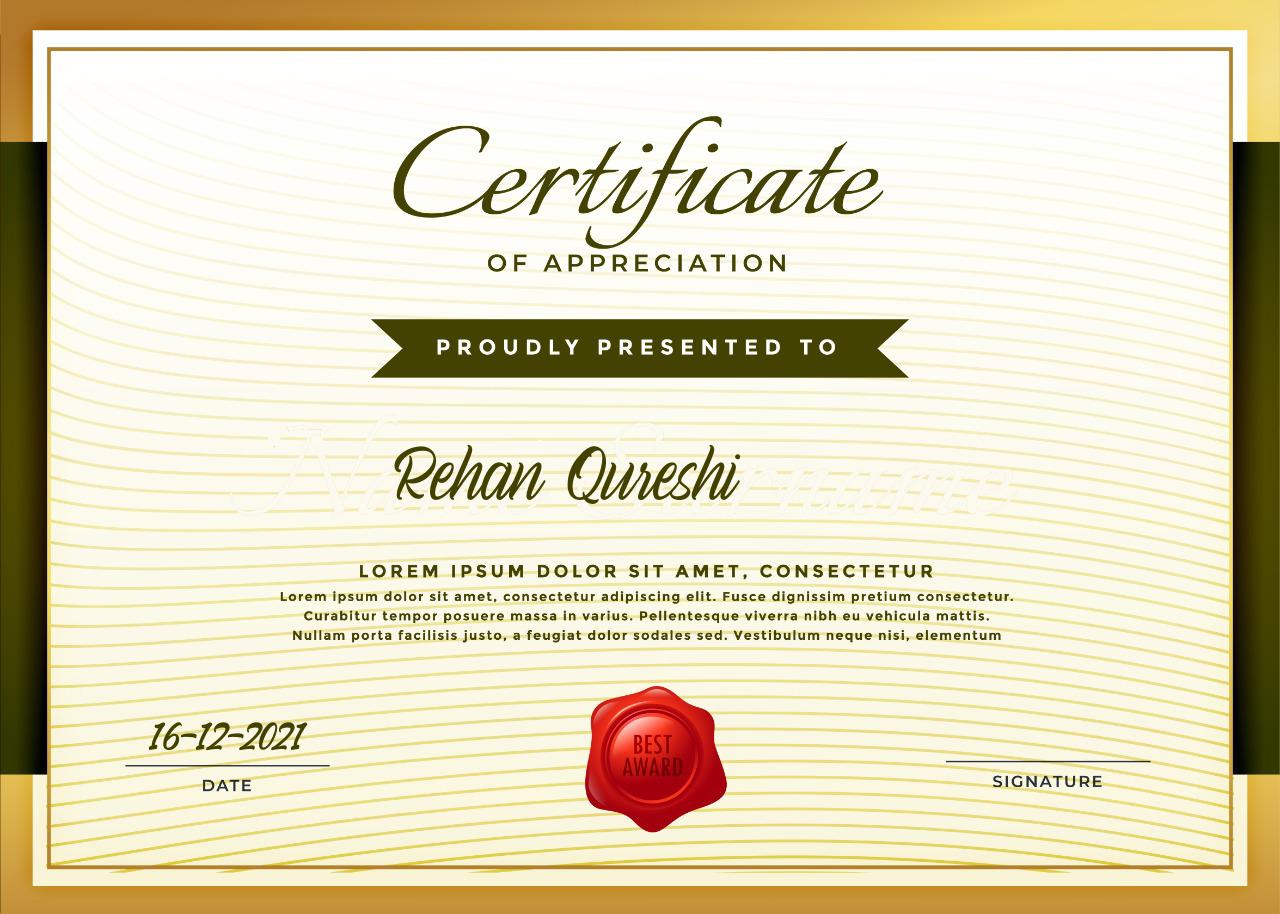 Certificate
OF APPRECIATION
PROUDLY PRESENTED TO
Name Surname
Rehan Qureshi
LOREM IPSUM DOLOR SIT AMET, CONSECTETUR
Lorem ipsum dolor sit amet, consectetur adipiscing elit. Fusce dignissim pretium consectetur.
Curabitur tempor posuere massa in varius. Pellentesque viverra nibh eu vehicula mattis.
Nullam porta facilisis justo, a feugiat dolor sodales sed. Vestibulum neque nisi, elementum
16-12-2021
DATE
BEST
AWARD
SIGNATURE